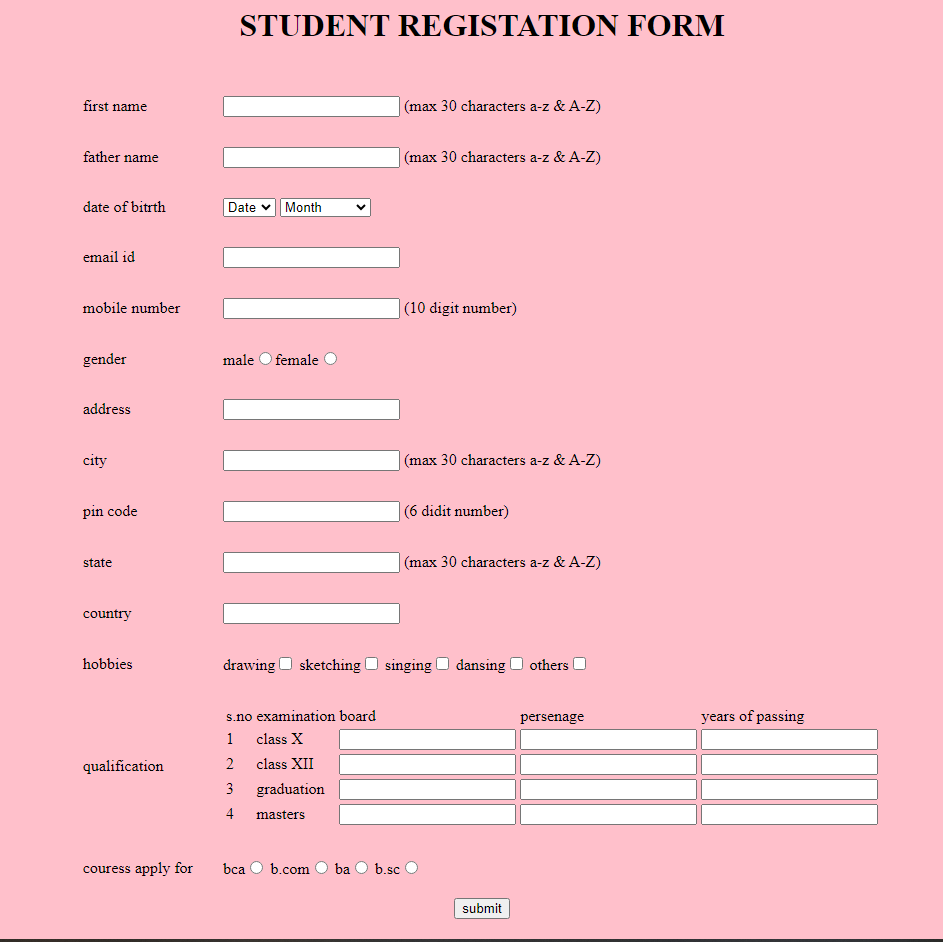 STUDENT REGISTATION FORM
first name (max 30 characters a-z & A-Z)
father name (max 30 characters a-z & A-Z)
date of bitrth Date Month
email id
mobile number (10 digit number)
gender male female
address
city (max 30 characters a-z & A-Z)
pin code (6 didit number)
state (max 30 characters a-z & A-Z)
country
hobbies drawing sketching singing dansing others
s.no examination board persenage years of passing
1 class X
2 class XII
qualification
3 graduation
4 masters
couress apply for bca b.com ba b.sc
submit